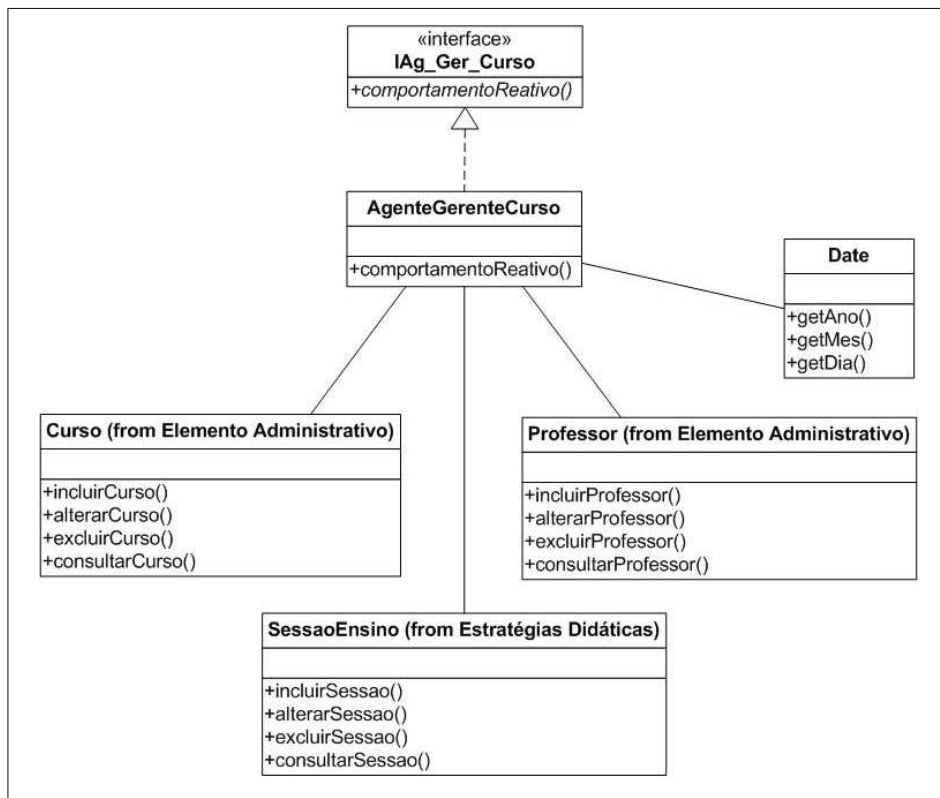 «interface»
IAg_Ger_Curso
+comportamentoReativo()
AgenteGerenteCurso
+comportamentoReativo()
Date
+getAno()
+getMes()
+getDia()
Curso (from Elemento Administrativo)
+incluirCurso()
+alterarCurso()
+excluirCurso()
+consultarCurso()
Professor (from Elemento Administrativo)
+incluirProfessor()
+alterarProfessor()
+excluirProfessor()
+consultarProfessor()
SessaoEnsino (from Estratégias Didáticas)
+incluirSessao()
+alterarSessao()
+excluirSessao()
+consultarSessao()